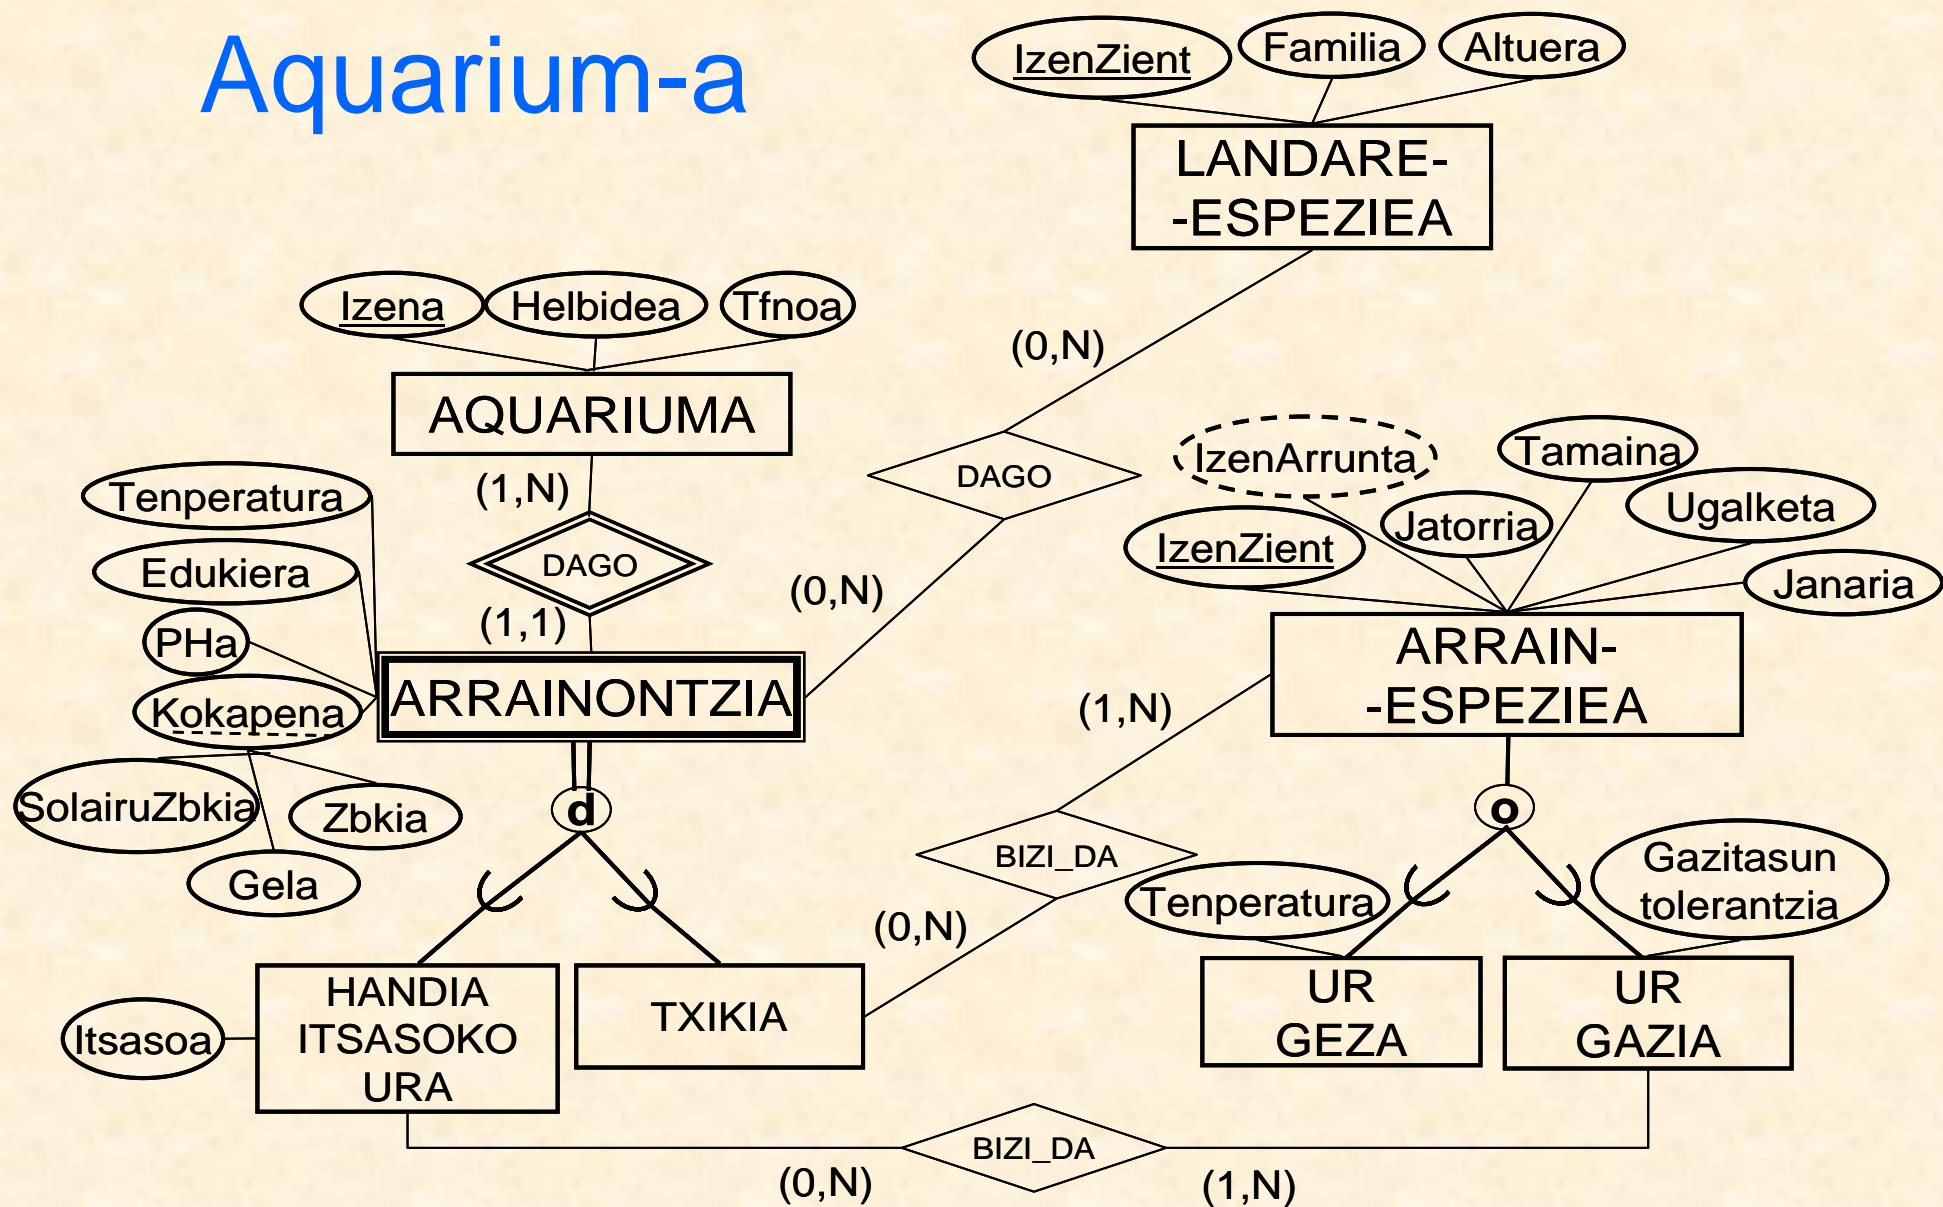 Aquarium-a
IzenZient
Familia
Altuera
LANDARE-
-ESPEZIEA
Izena
Helbidea
Tfnoa
(0,N)
AQUARIUMA
(1,N)
DAGO
IzenArrunta
Tamaina
Tenperatura
Jatorria
Ugalketa
IzenZient
Edukiera
DAGO
(0,N)
Janaria
PHa
(1,1)
ARRAINONTZIA
ARRAIN-
-ESPEZIEA
Kokapena
(1,N)
SolairuZbkia
Zbkia
d
o
Gela
BIZI_DA
Gazitasun
tolerantzia
Tenperatura
(0,N)
HANDIA
ITSASOKO
URA
TXIKIA
UR
GEZA
UR
GAZIA
Itsasoa
BIZI_DA
(0,N)
(1,N)